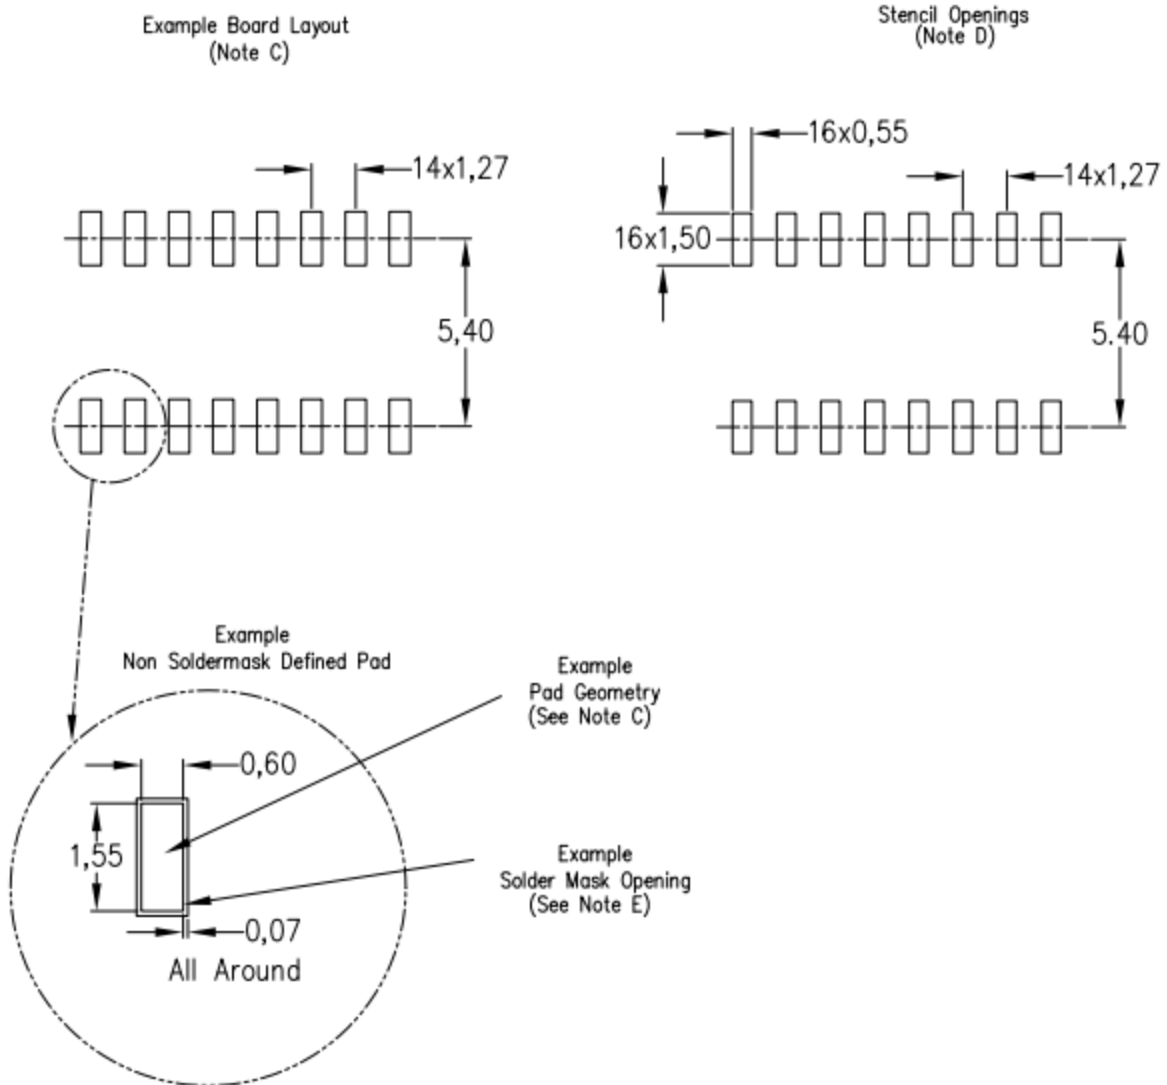 Example Board Layout
(Note C)
Stencil Openings
(Note D)
14x1,27
5,40
16x0,55
14x1,27
16x1,50
5.40
Example
Non Soldermask Defined Pad
Example
Pad Geometry
(See Note C)
0,60
1,55
Example
Solder Mask Opening
(See Note E)
0,07
All Around